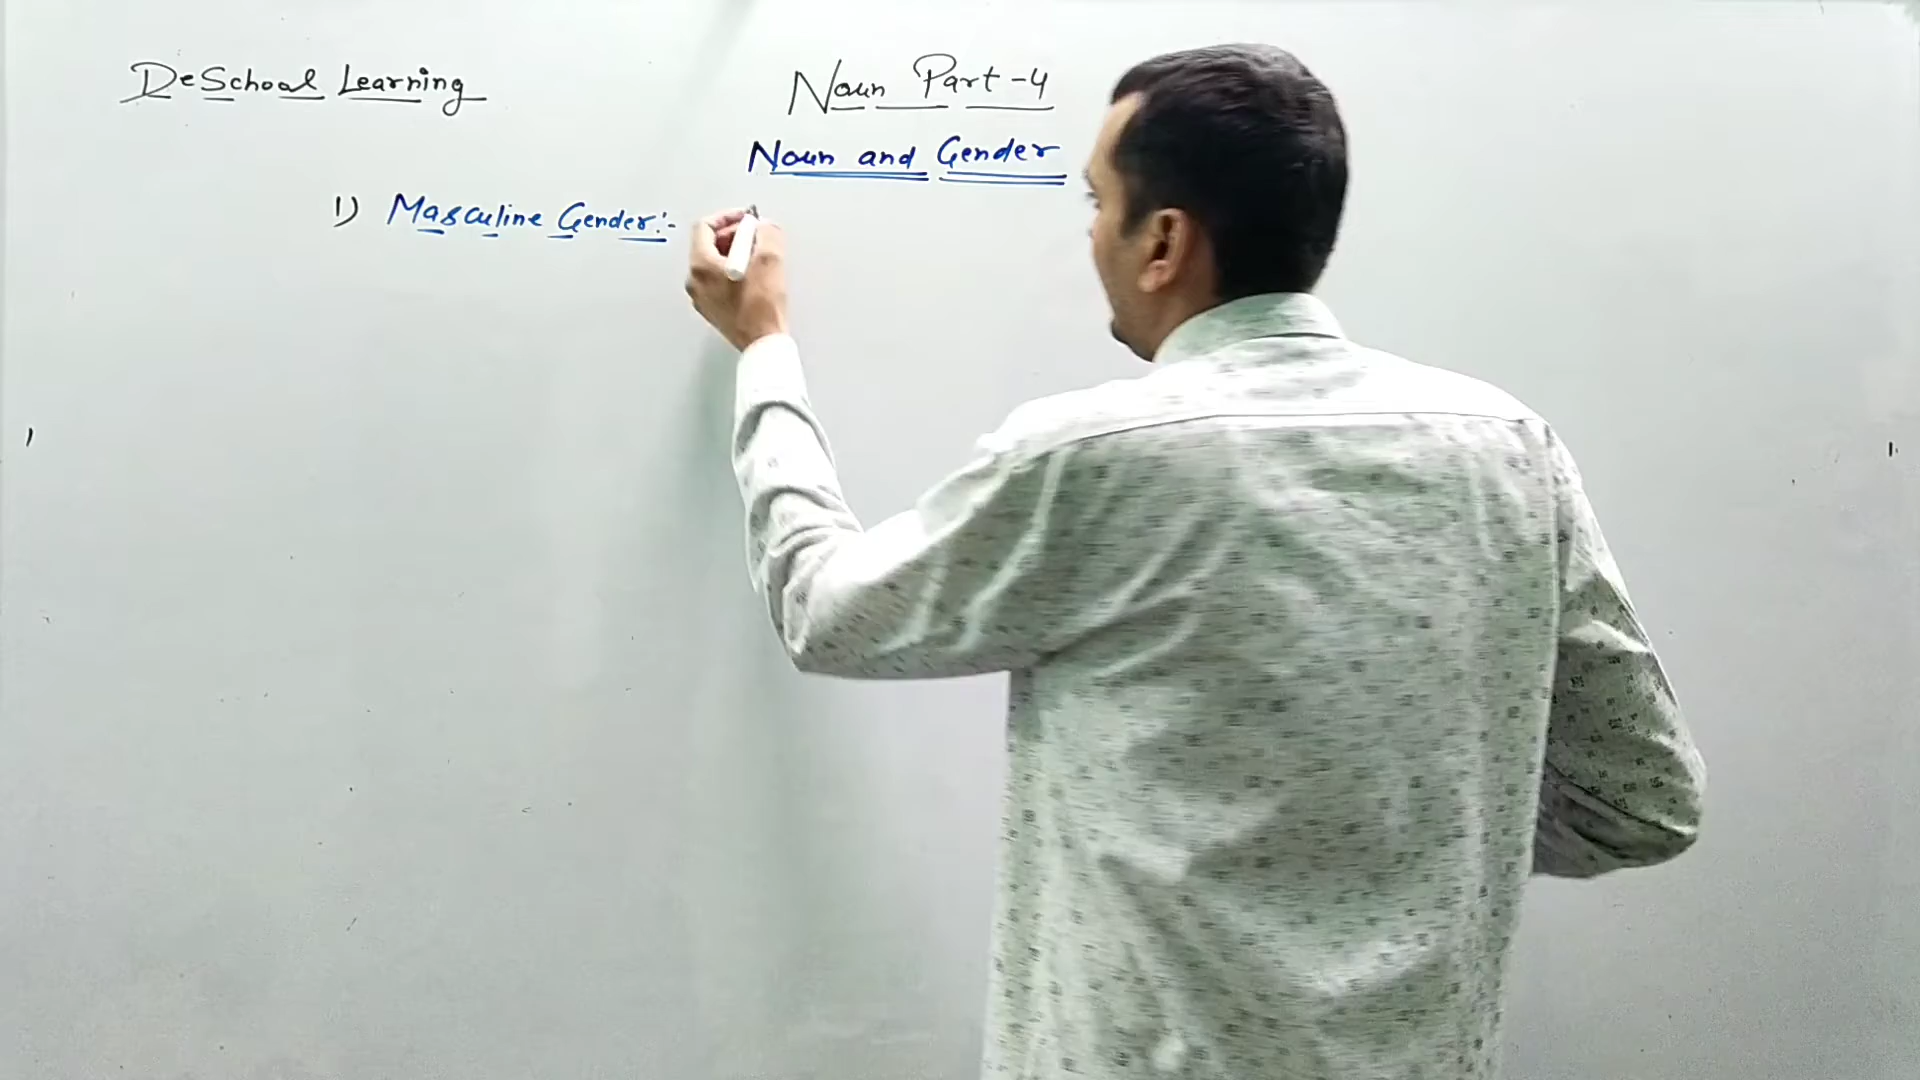 DeSchool Learning
Noun Part-4
Noun and Gender
1) Masculine Gender:-